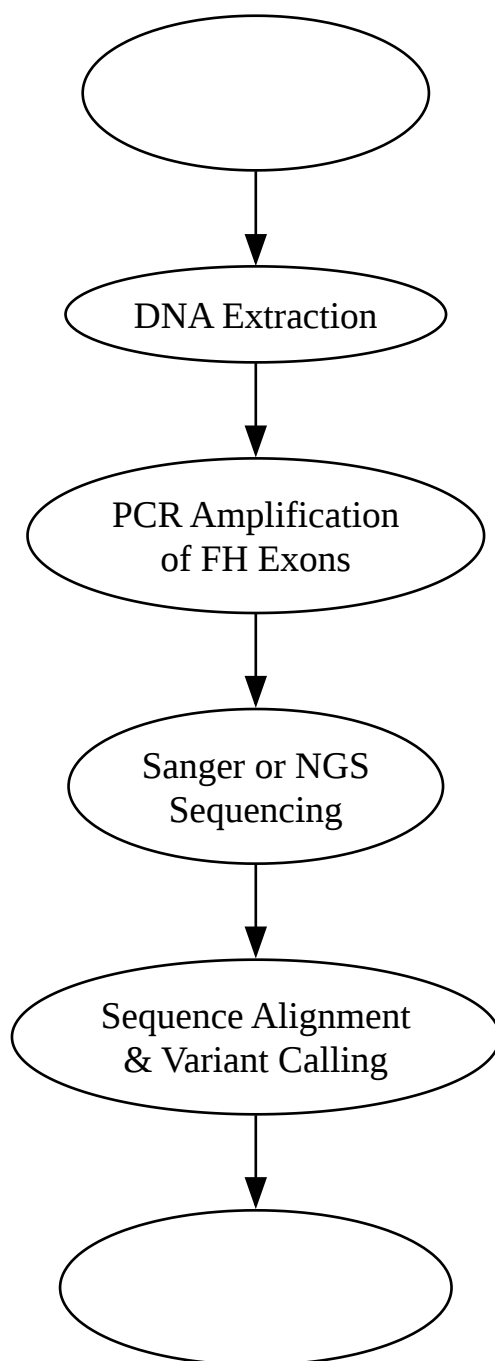 DNA Extraction
PCR Amplification
of FH Exons
Sanger or NGS
Sequencing
Sequence Alignment
& Variant Calling